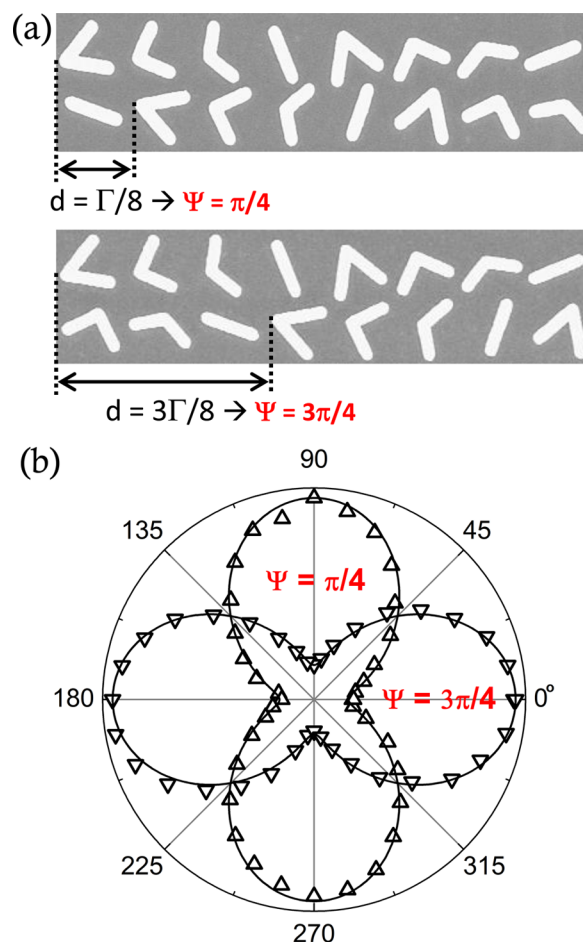 (a)
d = Γ/8 → Ψ = π/4
d = 3Γ/8 → Ψ = 3π/4
(b)
90
135 45
Ψ = π/4
180 Ψ = 3π/4 0°
225 315
270